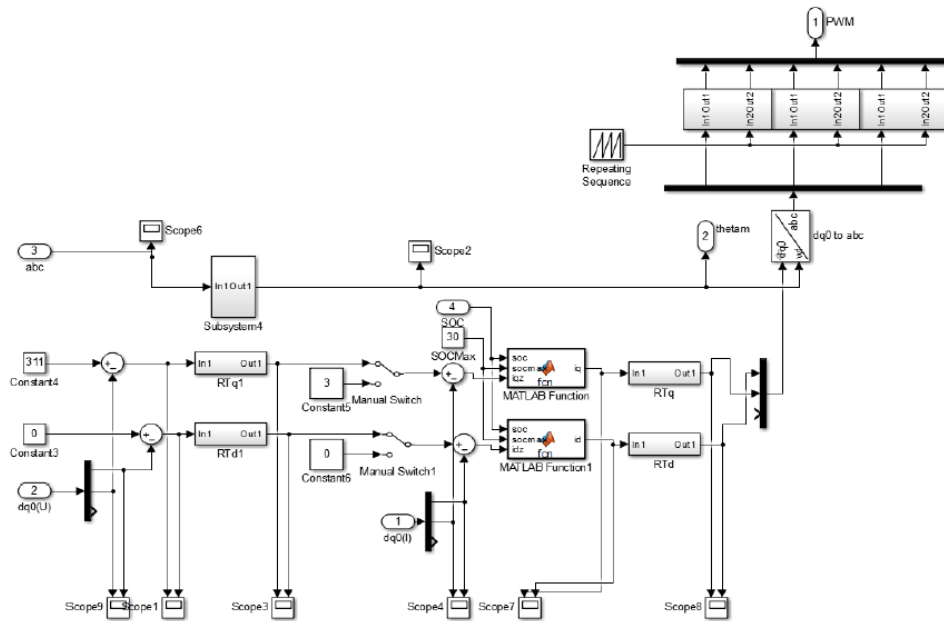 1
PWM
In1Out1
In2Out2
In1Out1
In2Out2
In1Out1
In2Out2
Repeating
Sequence
3
abc
Scope6
Scope2
2
thetam
abc
dq0
wt
dq0 to abc
In1Out1
Subsystem4
4
SOC
30
SOCMax
311
Constant4
In1
Out1
RTq1
3
Constant5
Manual Switch
soc
socmax
iqz
iq
fcn
MATLAB Function
In1
Out1
RTq
0
Constant3
In1
Out1
RTd1
0
Constant6
Manual Switch1
soc
socmax
idz
id
fcn
MATLAB Function1
In1
Out1
RTd
2
dq0(U)
1
dq0(I)
Scope9
Scope1
Scope3
Scope4
Scope7
Scope8